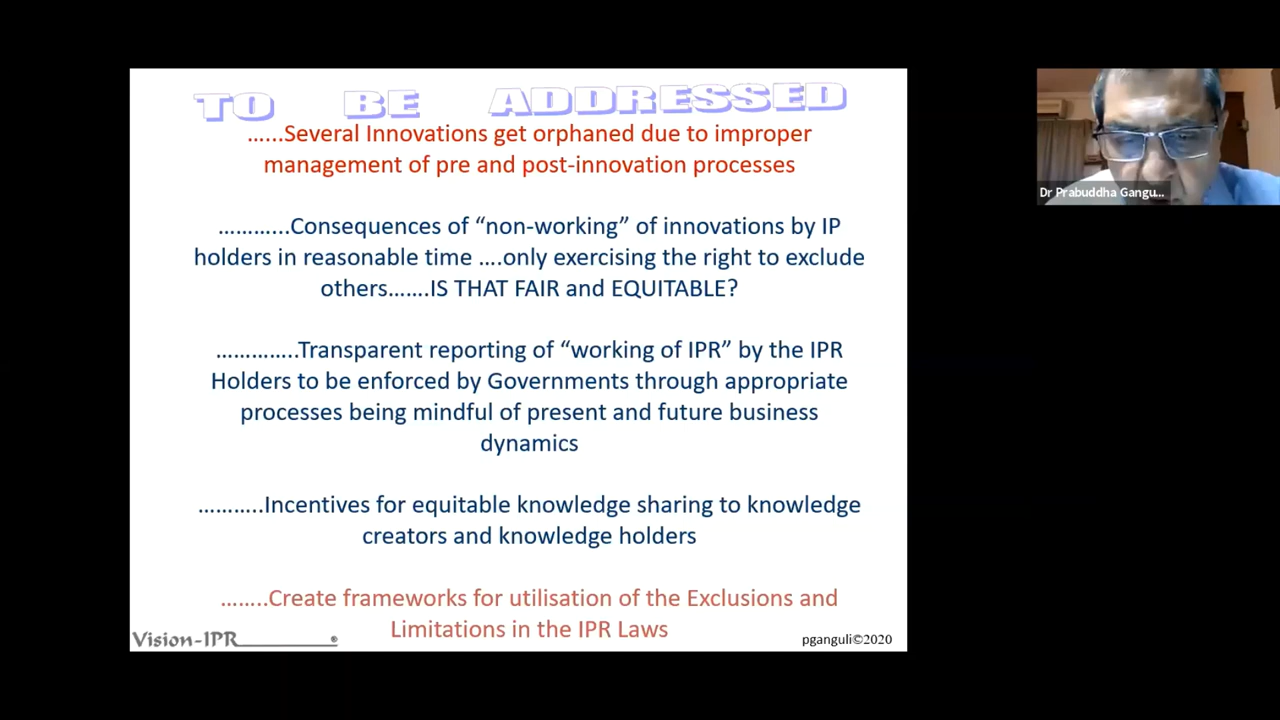 TO BE ADDRESSED
…...Several Innovations get orphaned due to improper
management of pre and post-innovation processes
………...Consequences of “non-working” of innovations by IP
holders in reasonable time ….only exercising the right to exclude
others…….IS THAT FAIR and EQUITABLE?
…………..Transparent reporting of “working of IPR” by the IPR
Holders to be enforced by Governments through appropriate
processes being mindful of present and future business
dynamics
………..Incentives for equitable knowledge sharing to knowledge
creators and knowledge holders
……..Create frameworks for utilisation of the Exclusions and
Limitations in the IPR Laws
Vision-IPR ®
pganguli©2020
Dr Prabuddha Gangu...